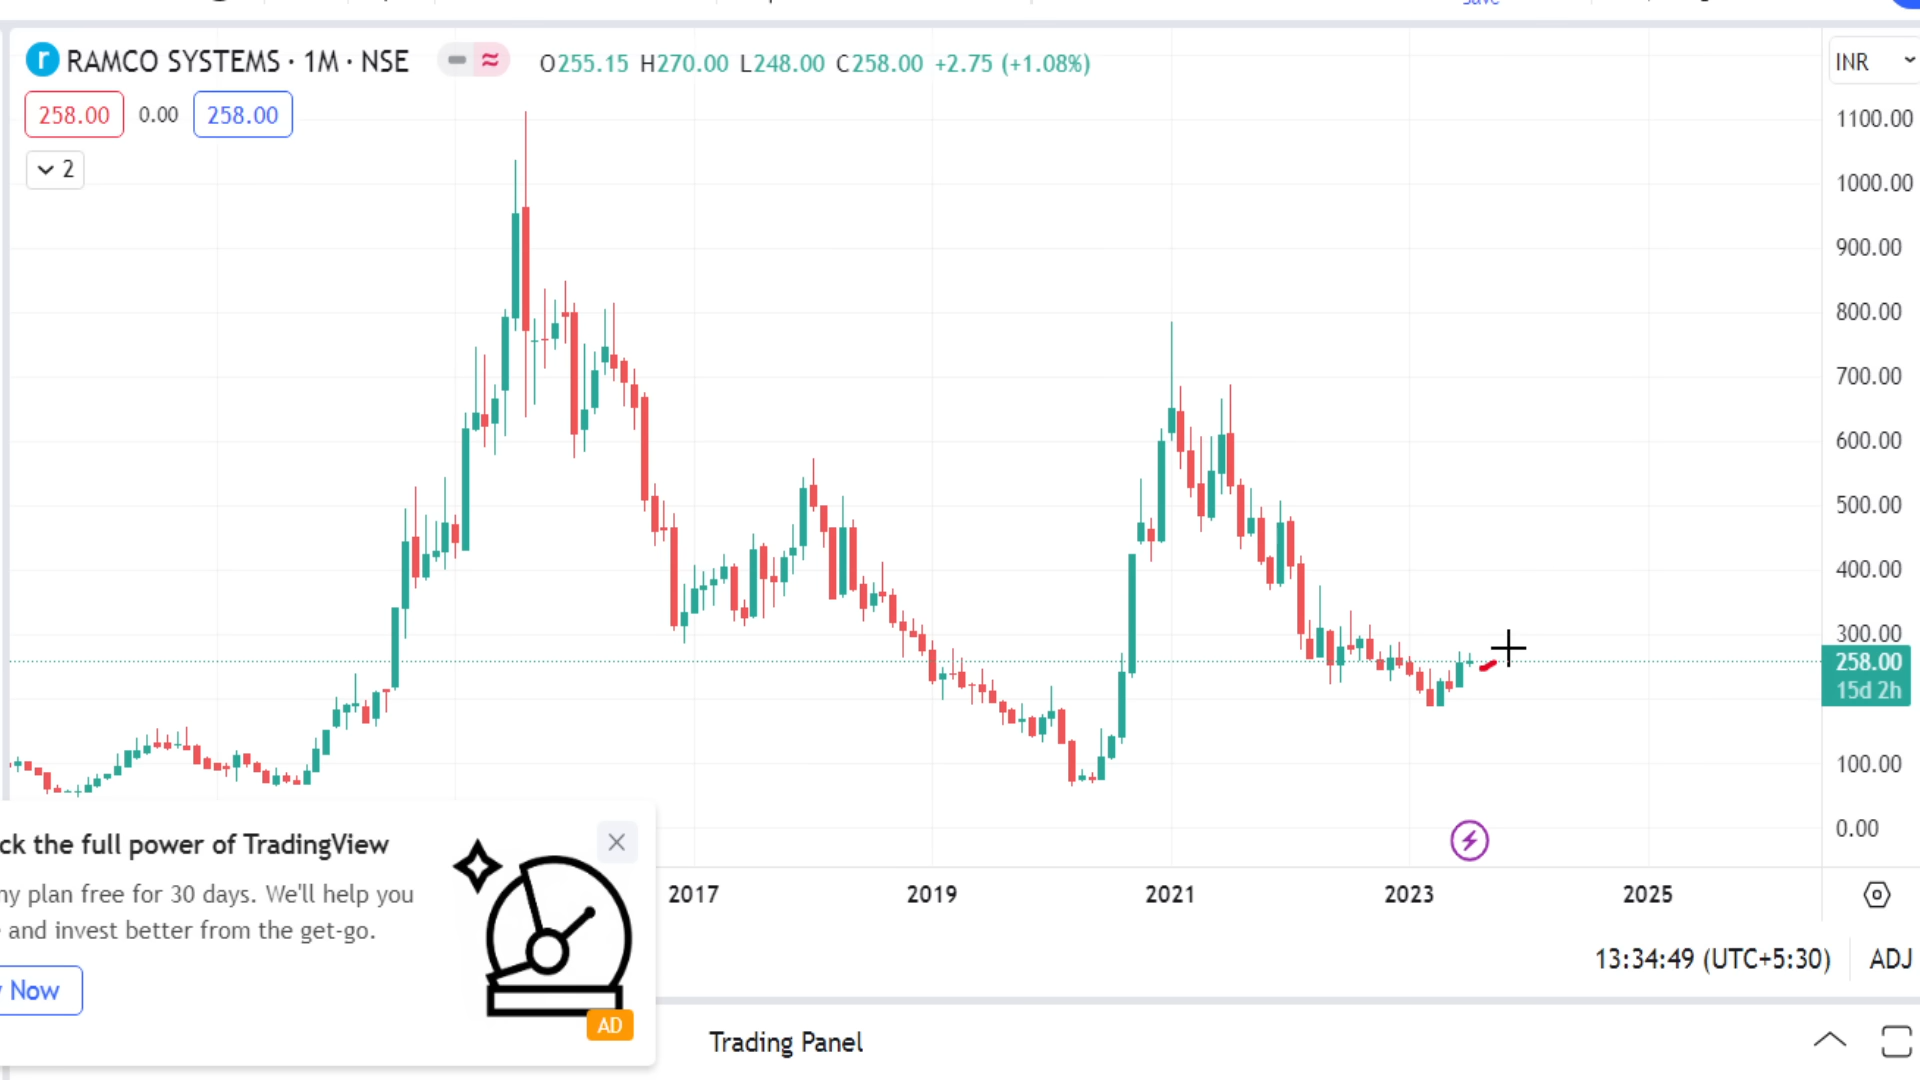 save
r RAMCO SYSTEMS · 1M · NSE O255.15 H270.00 L248.00 C258.00 +2.75 (+1.08%)
INR
258.00 0.00 258.00
2
1100.00
1000.00
900.00
800.00
700.00
600.00
500.00
400.00
300.00
258.00
15d 2h
100.00
0.00
ck the full power of TradingView
ny plan free for 30 days. We'll help you
and invest better from the get-go.
Now
AD
2017 2019 2021 2023 2025
13:34:49 (UTC+5:30) ADJ
Trading Panel